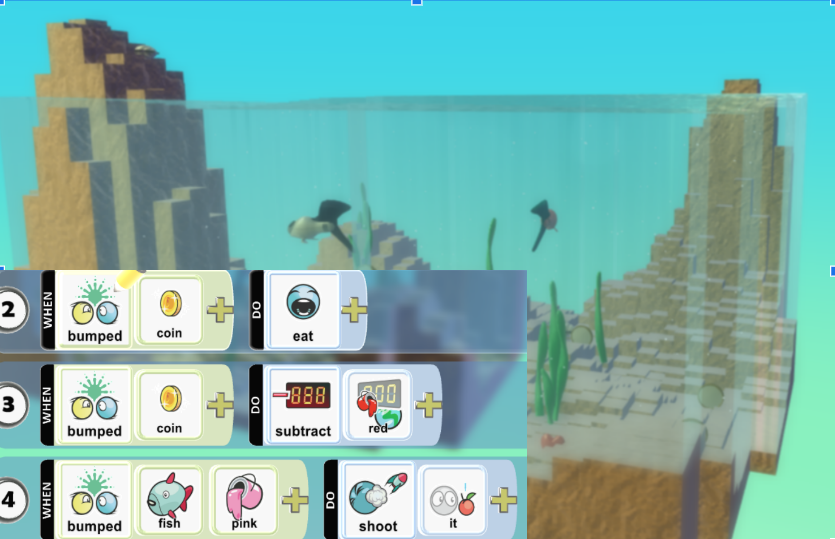 2 WHEN bumped coin DO eat
3 WHEN bumped coin DO subtract red
4 WHEN bumped fish pink DO shoot it